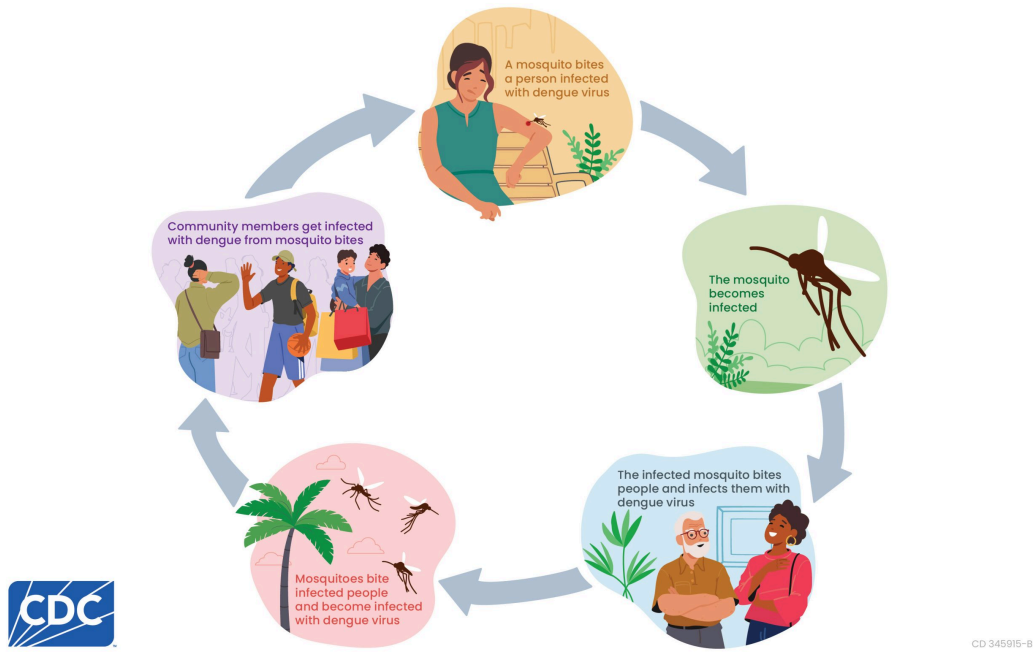 A mosquito bites
a person infected
with dengue virus
The mosquito
becomes
infected
The infected mosquito bites
people and infects them with
dengue virus
Mosquitoes bite
infected people
and become infected
with dengue virus
Community members get infected
with dengue from mosquito bites
CDC
CD 345915-B